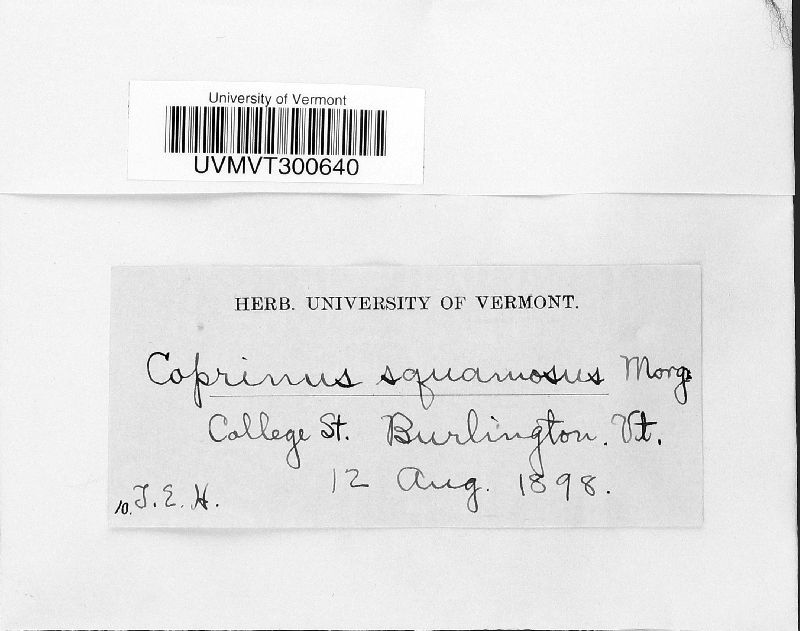 University of Vermont
UVMVT300640
HERB. UNIVERSITY OF VERMONT.
Coprinus squamosus Morg.
College St. Burlington. Vt.
12 Aug. 1898.
10. T. E. H.